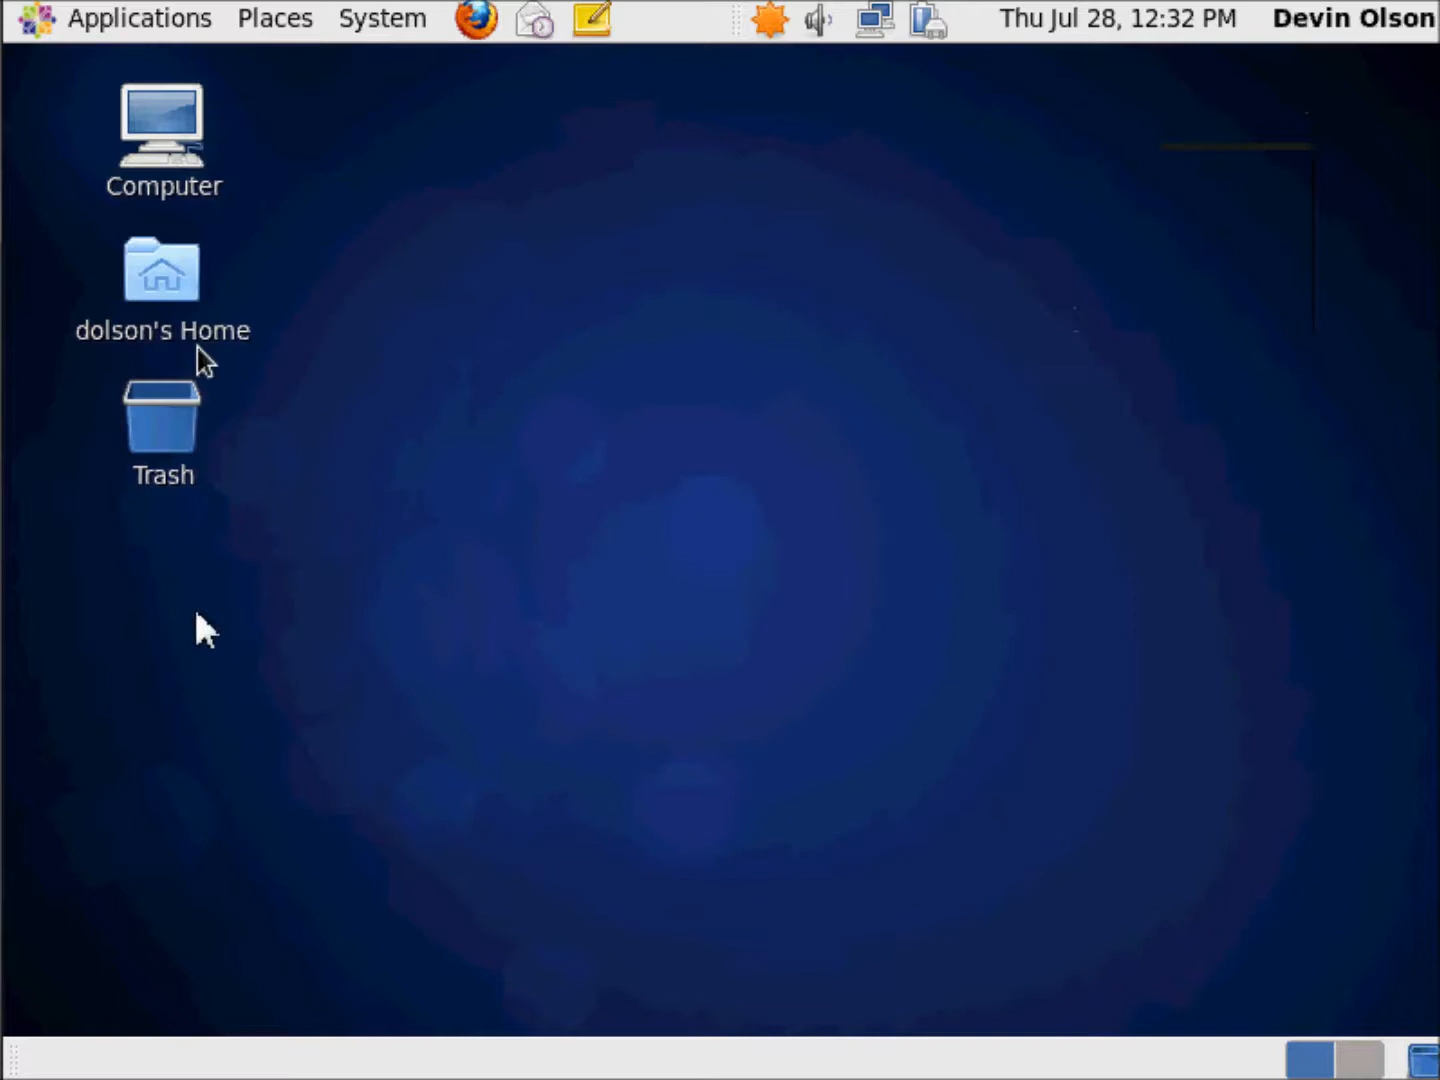 Applications Places System Thu Jul 28, 12:32 PM Devin Olson
Computer
dolson's Home
Trash